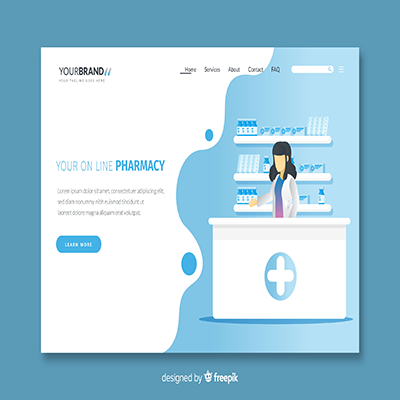 YOURBRAND
YOUR TAGLINE GOES HERE
Home Services About Contact FAQ
YOUR ON LINE PHARMACY
Lorem ipsum dolor sit amet, consectetuer adipiscing elit,
sed diam nonummy nibh euismod tincidunt ut
laoreet dolore magna aliquam erat volutpat.
LEARN MORE
designed by freepik